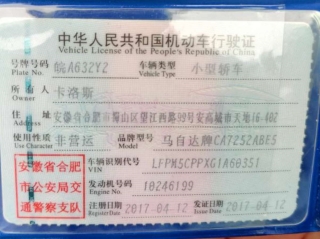 中华人民共和国机动车行驶证
Vehicle License of the People's Republic of China
号牌号码 皖A632YZ 车辆类型 小型轿车
Plate No. Vehicle Type
所有人 卡洛斯
Owner
住址 安徽省合肥市蜀山区望江西路99号安高城市天地16-402
Address
使用性质 非营运 品牌型号 马自达牌CA7252ABE5
Use Character Model
安徽省合肥
市公安局交
通警察支队
车辆识别代号 LFPM5CPPXG1A60351
VIN
发动机号码 10246199
Engine No.
注册日期 2017-04-12 发证日期 2017-04-12
Register Date Issue Date